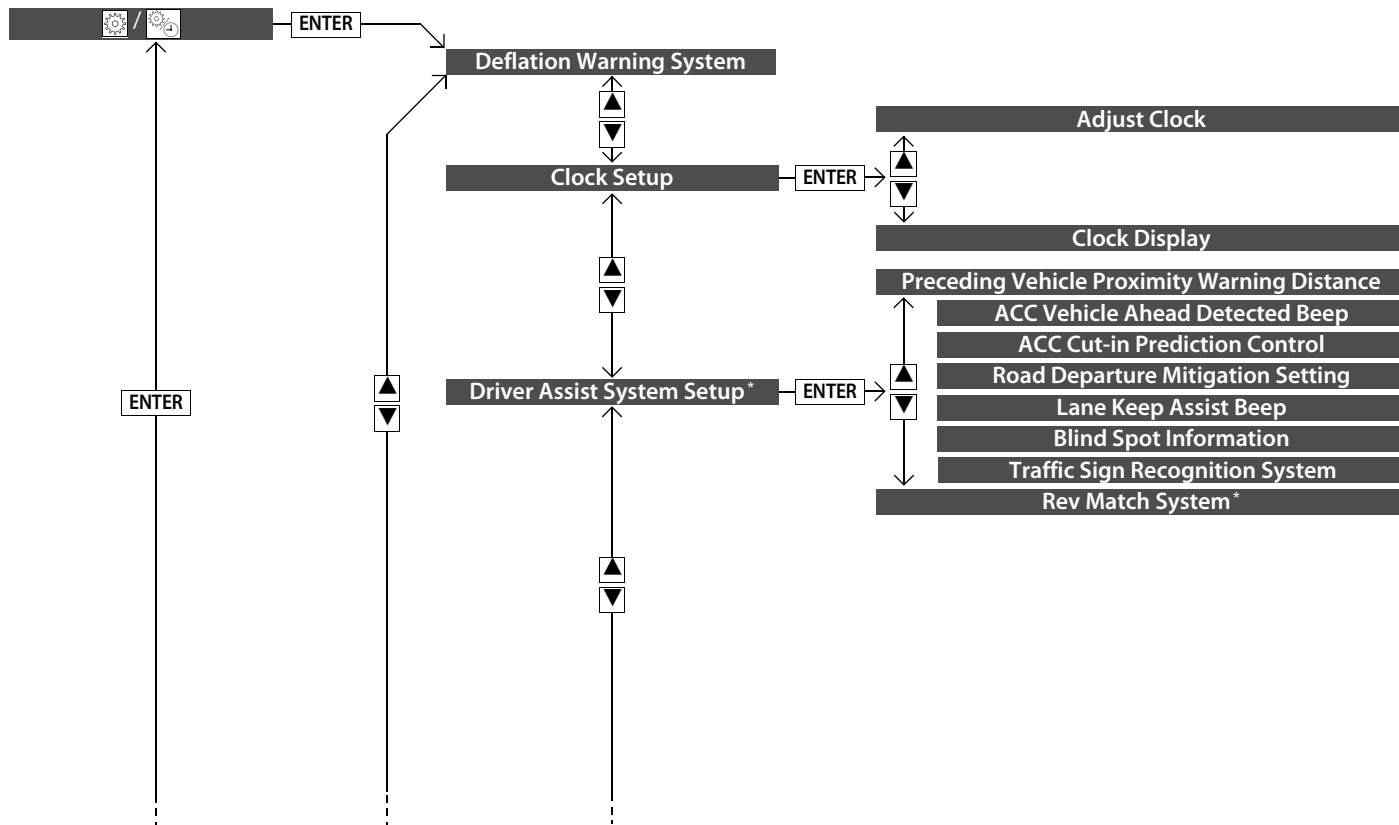 /
ENTER
Deflation Warning System
▲
▼
Adjust Clock
Clock Setup
ENTER
▲
▼
Clock Display
▲
▼
Preceding Vehicle Proximity Warning Distance
ACC Vehicle Ahead Detected Beep
ACC Cut-in Prediction Control
Road Departure Mitigation Setting
Lane Keep Assist Beep
Blind Spot Information
Traffic Sign Recognition System
Rev Match System*
▲
▼
Driver Assist System Setup*
ENTER
ENTER
▲
▼
▲
▼